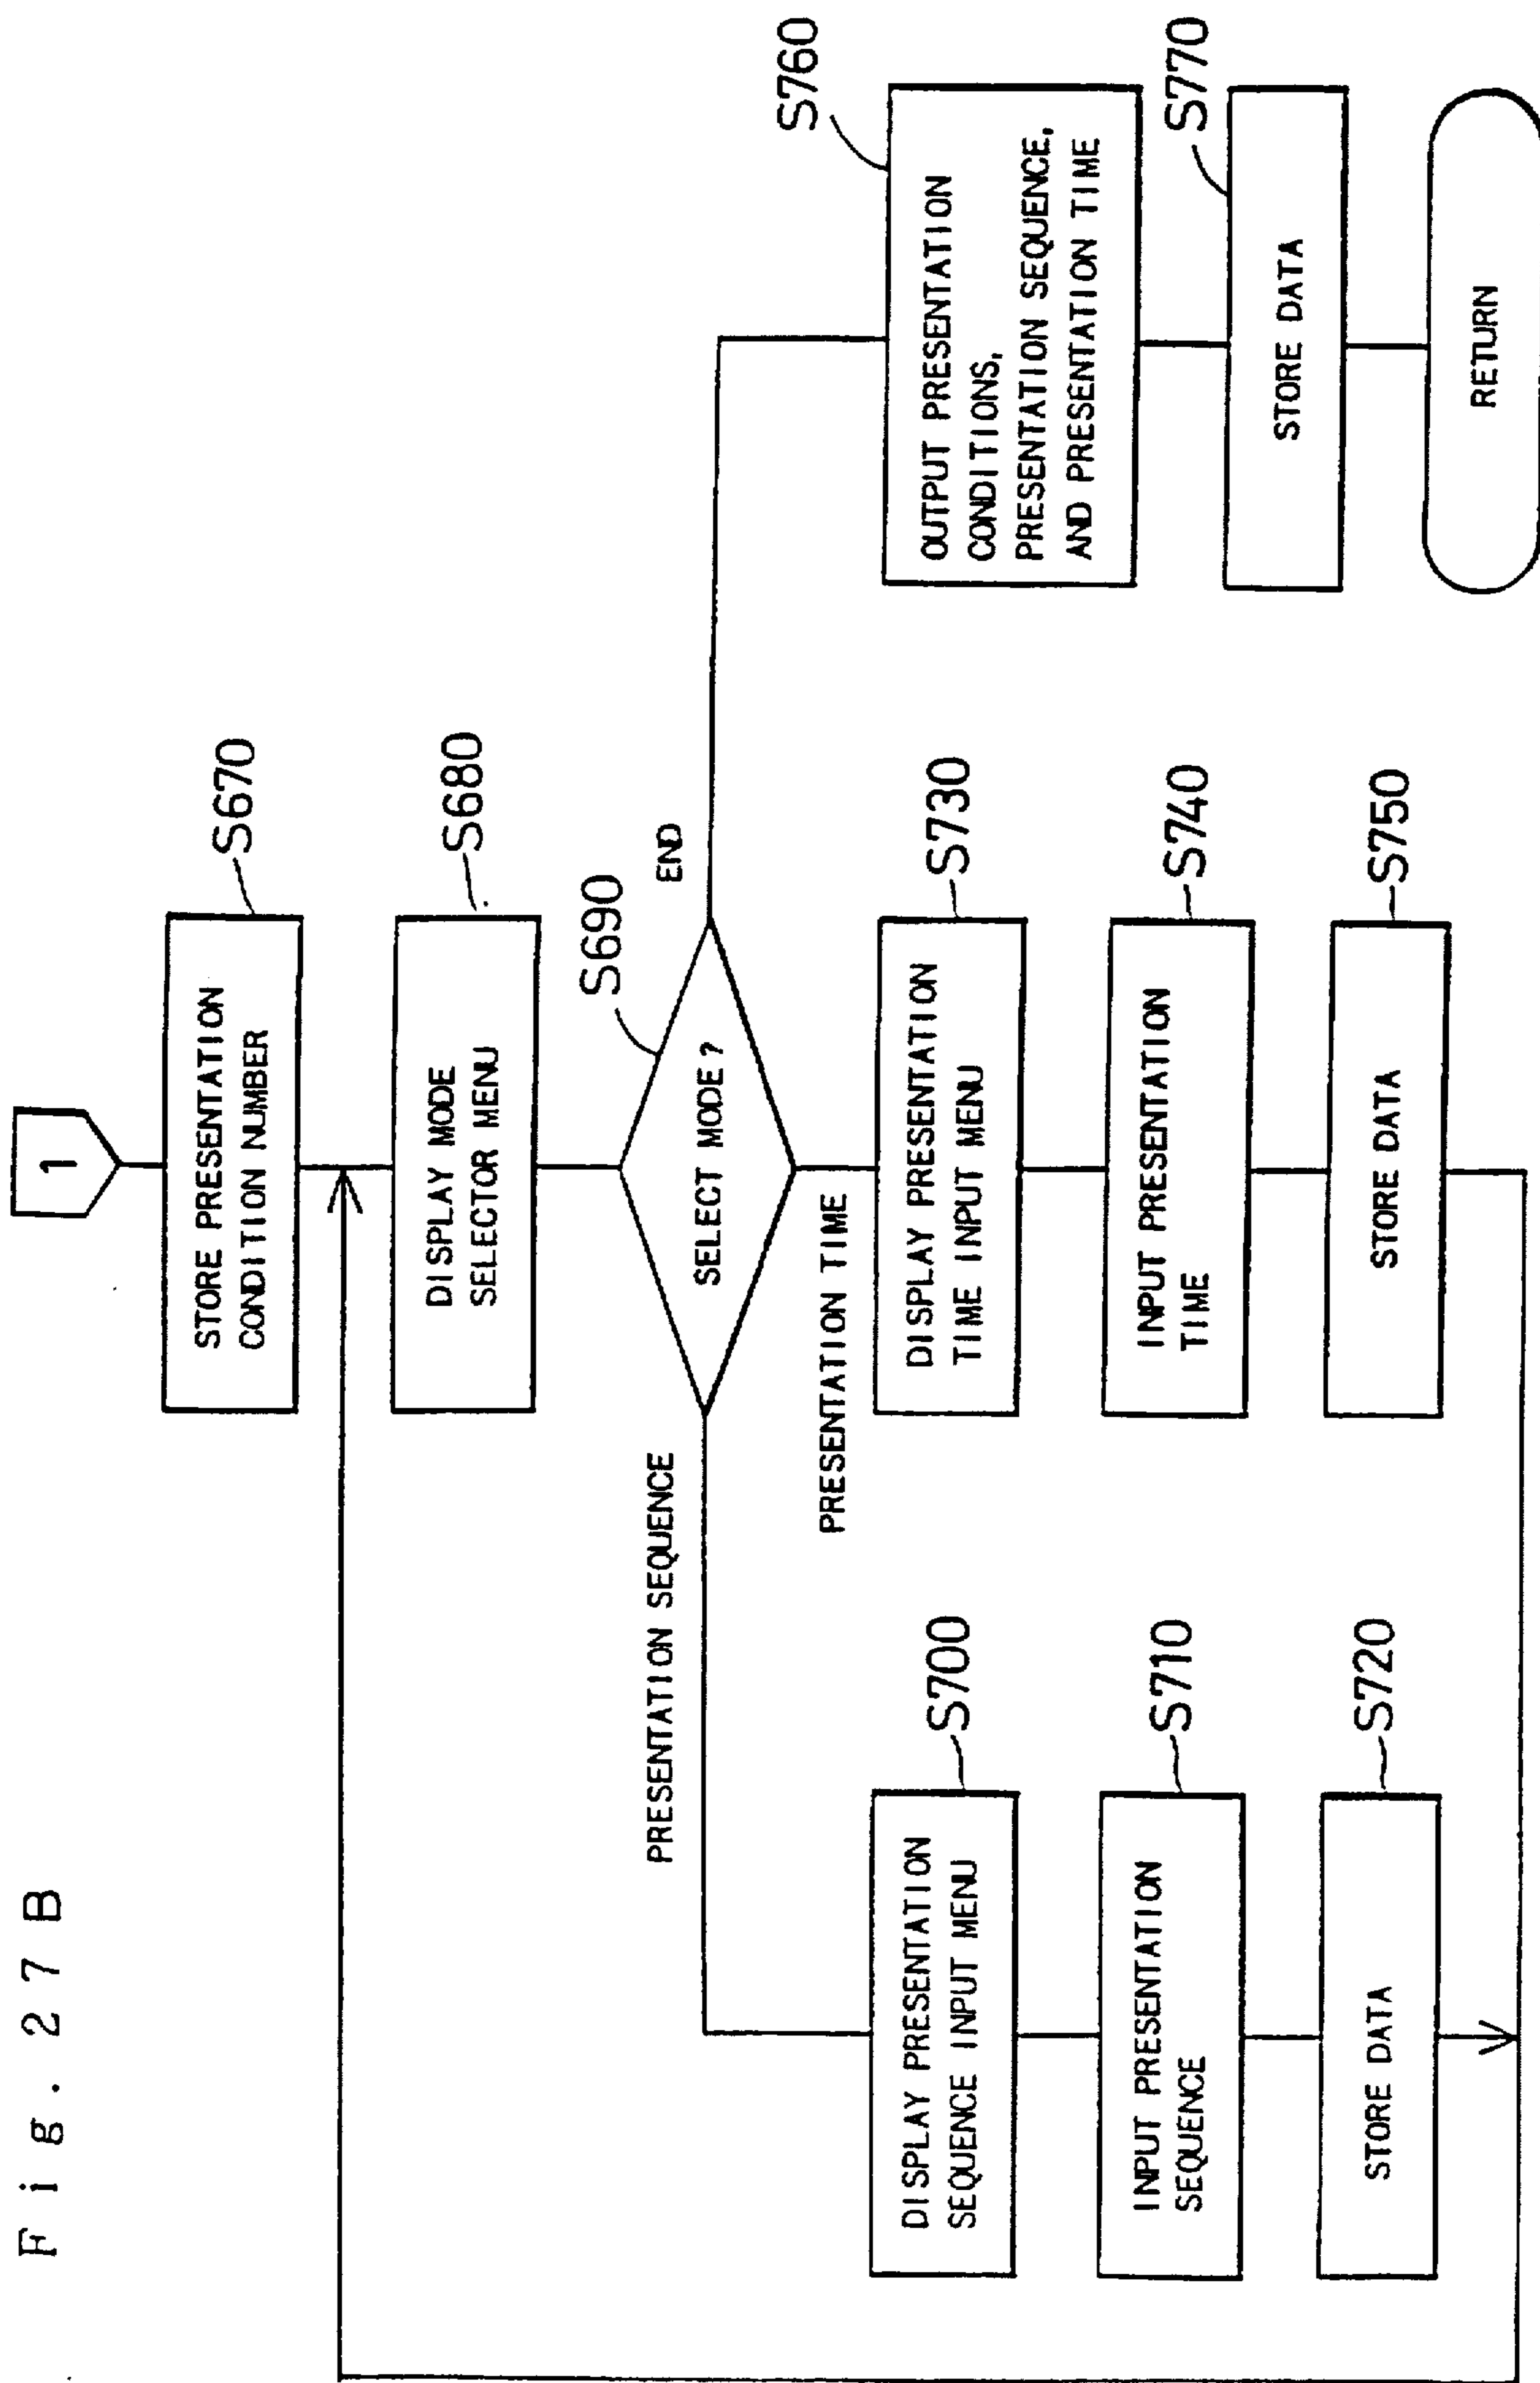 Fig. 27B
1
STORE PRESENTATION
CONDITION NUMBER
S670
DISPLAY MODE
SELECTOR MENU
S680
SELECT MODE?
S690
PRESENTATION SEQUENCE
PRESENTATION TIME
END
DISPLAY PRESENTATION
SEQUENCE INPUT MENU
S700
INPUT PRESENTATION
SEQUENCE
S710
STORE DATA
S720
DISPLAY PRESENTATION
TIME INPUT MENU
S730
INPUT PRESENTATION
TIME
S740
STORE DATA
S750
OUTPUT PRESENTATION
CONDITIONS,
PRESENTATION SEQUENCE,
AND PRESENTATION TIME
S760
STORE DATA
S770
RETURN